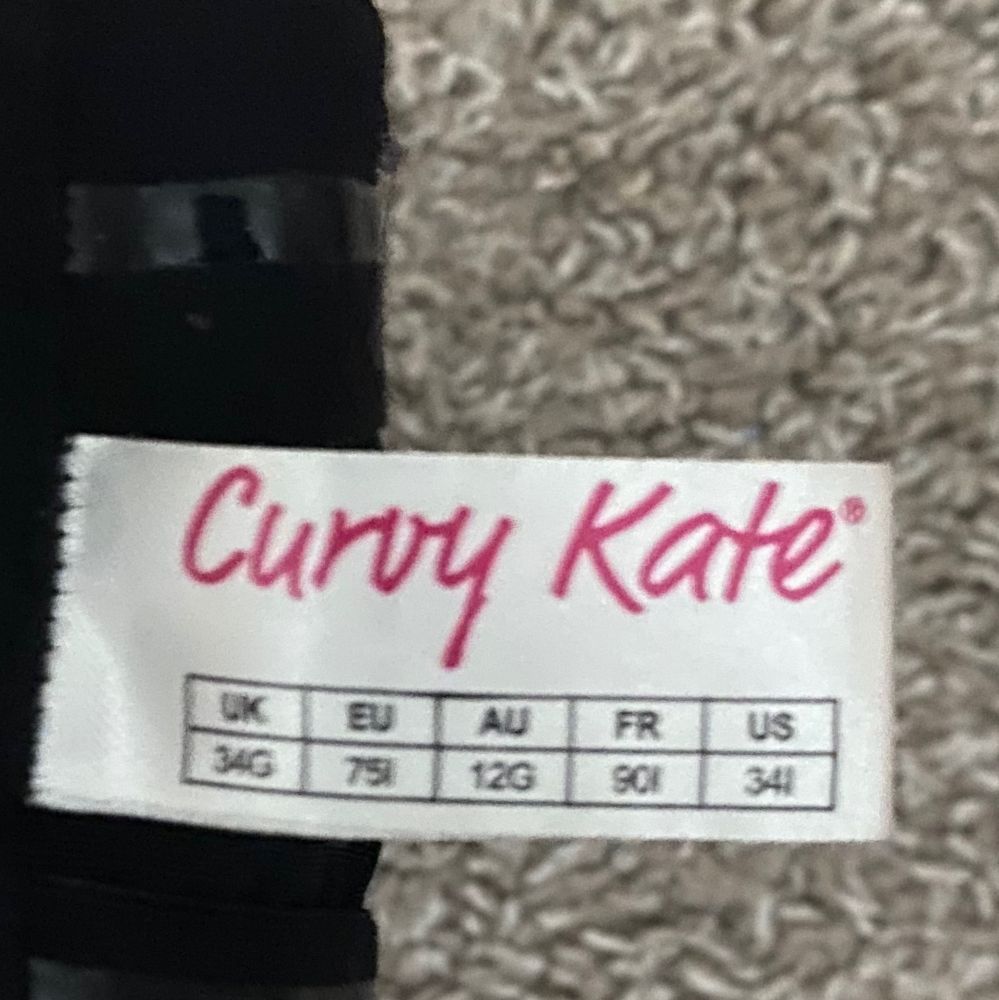 Curvy Kate®
UK EU AU FR US
34G 75I 12G 90I 34I